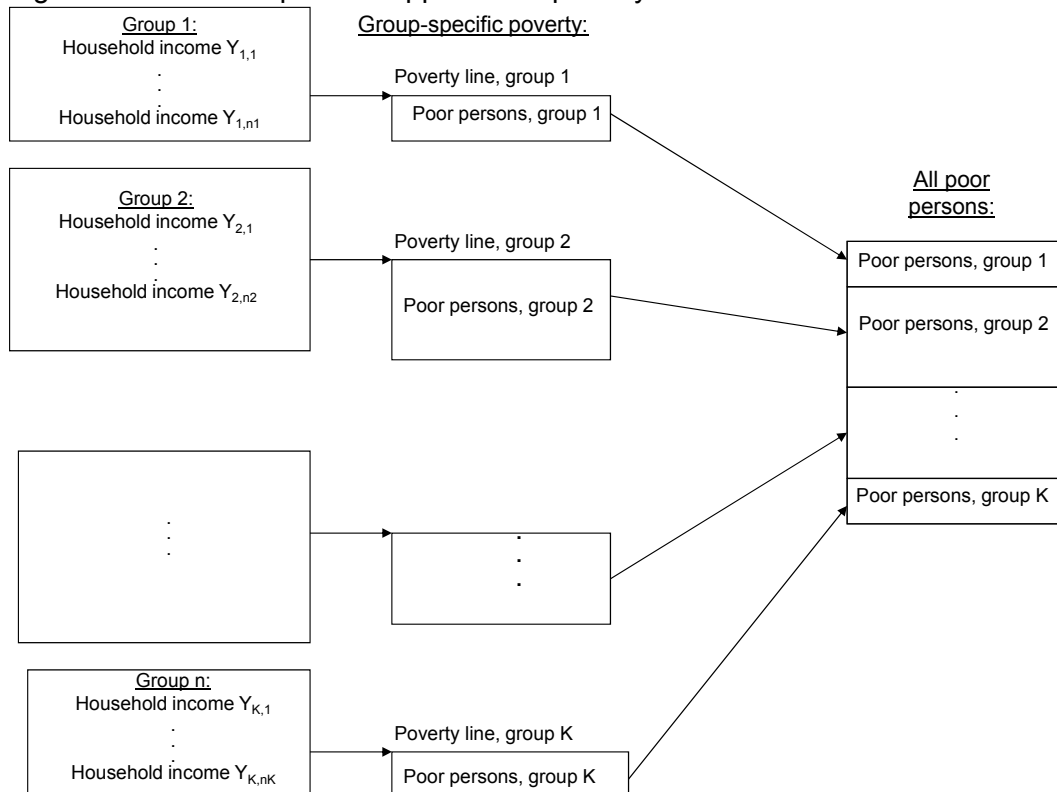 Group 1:
Household income Y1,1
.
.
.
Household income Y1,n1
Group-specific poverty:
Poverty line, group 1
Poor persons, group 1
Group 2:
Household income Y2,1
.
.
.
Household income Y2,n2
Poverty line, group 2
Poor persons, group 2
All poor
persons:
Poor persons, group 1
Poor persons, group 2
.
.
.
Poor persons, group K
.
.
.
.
.
.
Group n:
Household income YK,1
.
.
.
Household income YK,nK
Poverty line, group K
Poor persons, group K